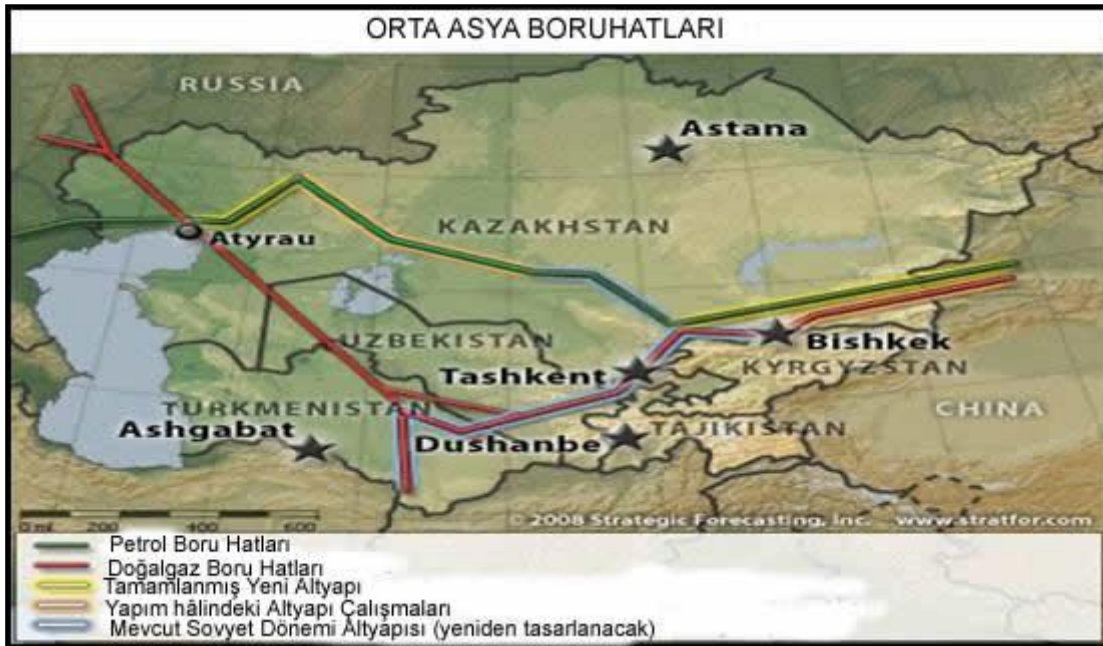 ORTA ASYA BORUHATLARI
RUSSIA
Astana
KAZAKHSTAN
Atyrau
UZBEKISTAN
Bishkek
Tashkent
KYRGYZSTAN
TURKMENISTAN
CHINA
Ashgabat
Dushanbe
TAJIKISTAN
0 mi 200 400 600
© 2008 Strategic Forecasting, Inc. www.stratfor.com
Petrol Boru Hatları
Doğalgaz Boru Hatları
Tamamlanmış Yeni Altyapı
Yapım hâlindeki Altyapı Çalışmaları
Mevcut Sovyet Dönemi Altyapısı (yeniden tasarlanacak)